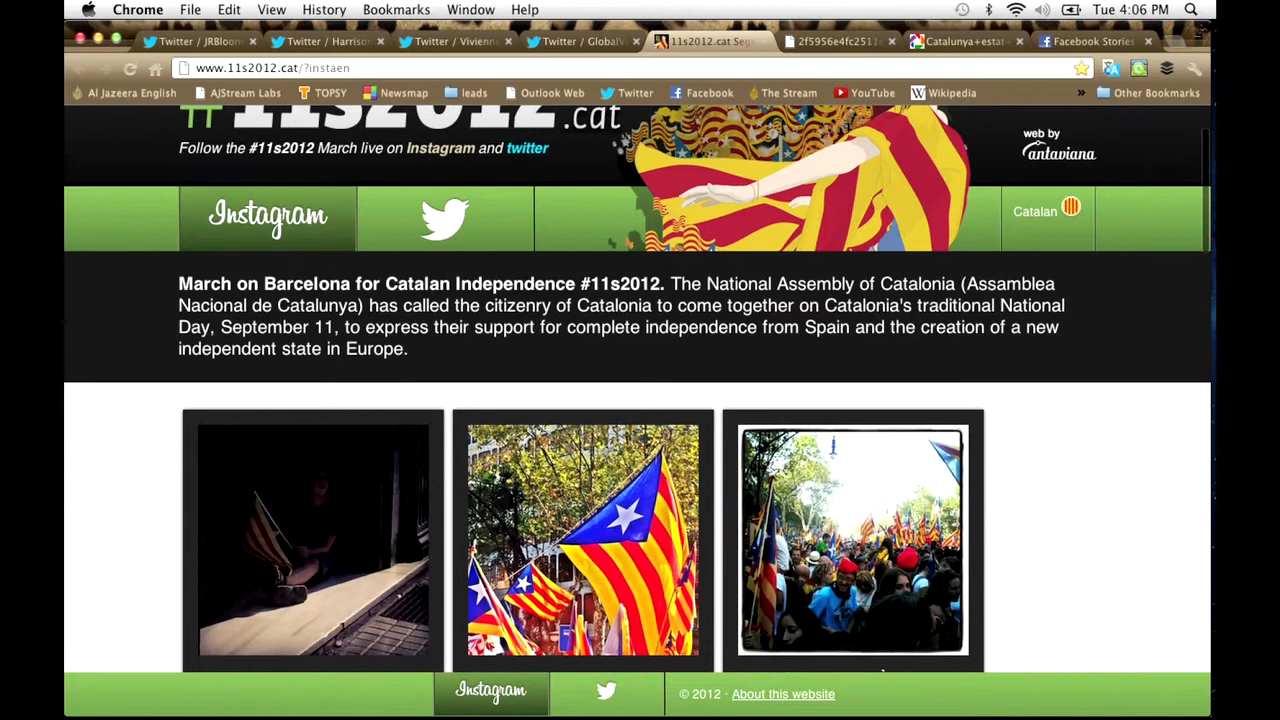 Chrome File Edit View History Bookmarks Window Help Tue 4:06 PM
Twitter / JRBloom
Twitter / Harrison
Twitter / Vivienne
Twitter / GlobalV
11s2012.cat Seg
2f5956e4fc2511
Catalunya+estat
Facebook Stories
www.11s2012.cat/?instaen
Al Jazeera English AJStream Labs TOPSY Newsmap leads Outlook Web Twitter Facebook The Stream YouTube Wikipedia » Other Bookmarks
#11s2012.cat
Follow the #11s2012 March live on Instagram and twitter
web by
antaviana
Instagram
Catalan
March on Barcelona for Catalan Independence #11s2012. The National Assembly of Catalonia (Assamblea
Nacional de Catalunya) has called the citizenry of Catalonia to come together on Catalonia's traditional National
Day, September 11, to express their support for complete independence from Spain and the creation of a new
independent state in Europe.
Instagram
© 2012 · About this website